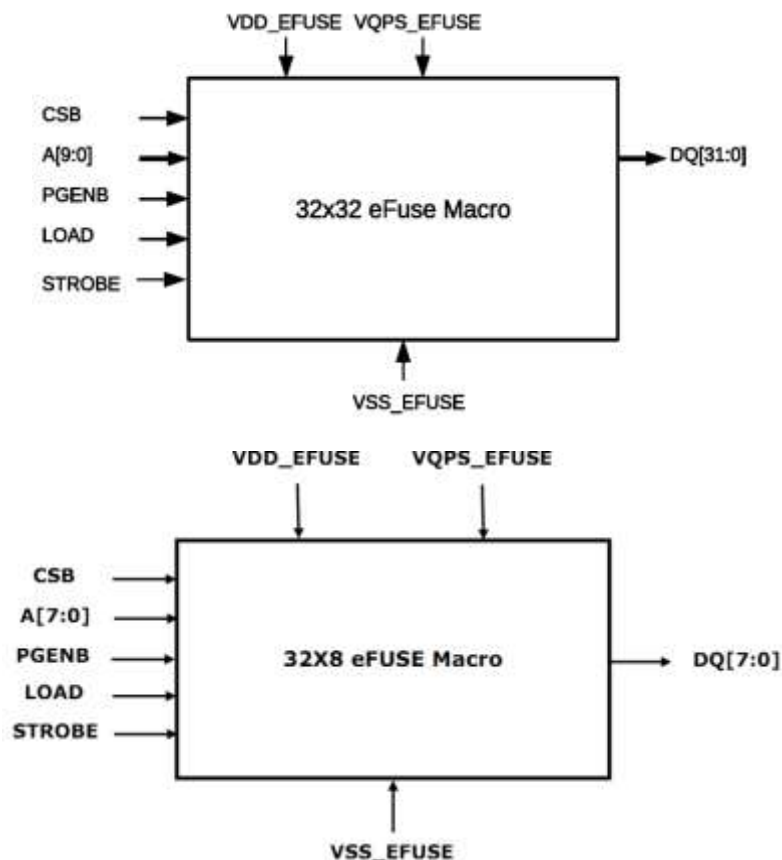 VDD_EFUSE VQPS_EFUSE
CSB
A[9:0]
DQ[31:0]
PGENB
32x32 eFuse Macro
LOAD
STROBE
VSS_EFUSE
VDD_EFUSE VQPS_EFUSE
CSB
A[7:0]
PGENB
32X8 eFUSE Macro
DQ[7:0]
LOAD
STROBE
VSS_EFUSE